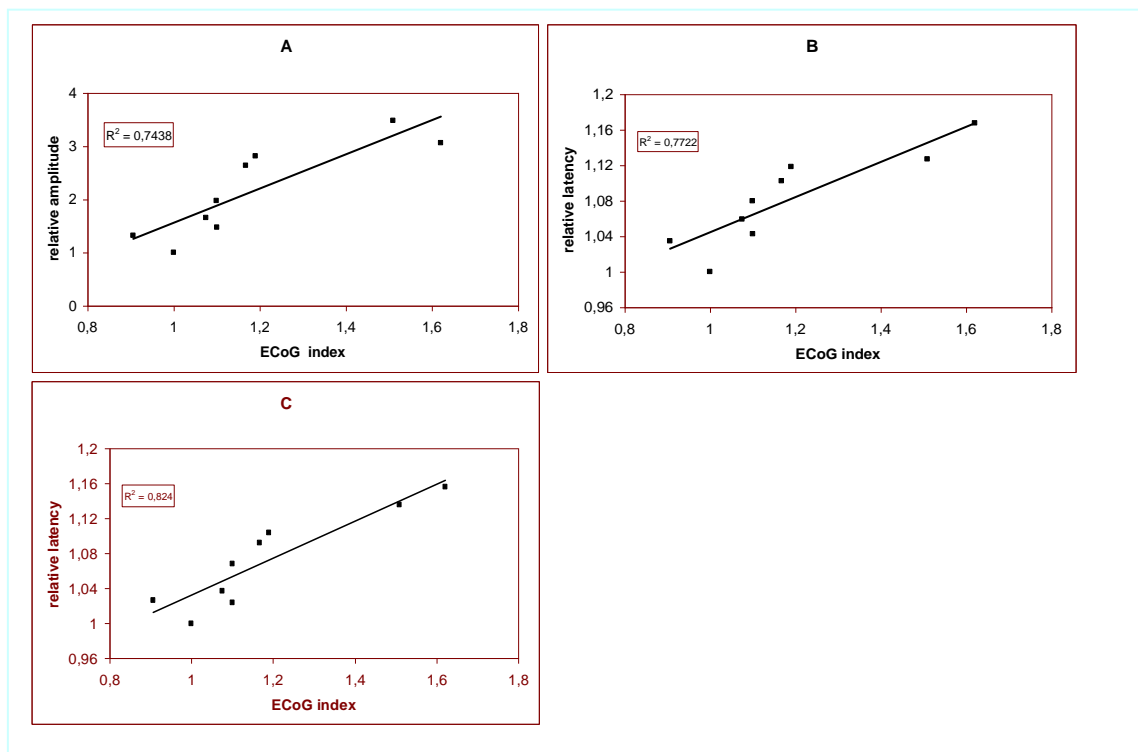 A
4
3
2
1
0
R² = 0,7438
relative amplitude
0,8 1 1,2 1,4 1,6 1,8
ECoG index
B
1,2
1,16
1,12
1,08
1,04
1
0,96
R² = 0,7722
relative latency
0,8 1 1,2 1,4 1,6 1,8
ECoG index
C
1,2
1,16
1,12
1,08
1,04
1
0,96
R² = 0,824
relative latency
0,8 1 1,2 1,4 1,6 1,8
ECoG index